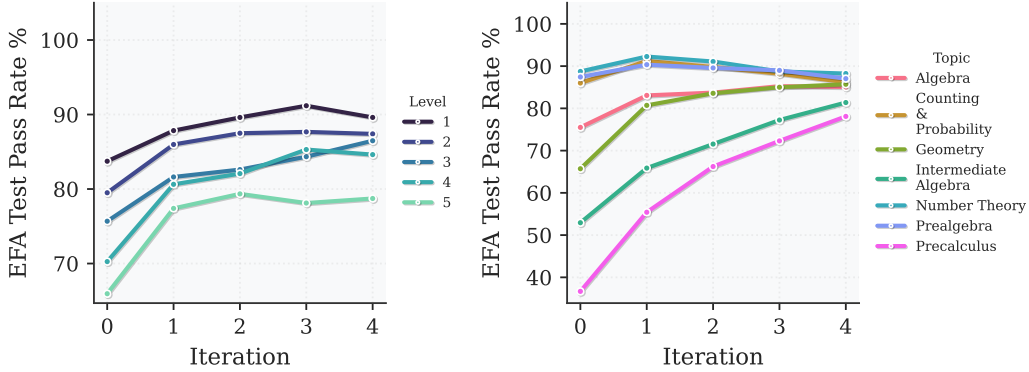 EFA Test Pass Rate %
100
90
80
70
0 1 2 3 4
Iteration
Level
1
2
3
4
5
EFA Test Pass Rate %
100
90
80
70
60
50
40
0 1 2 3 4
Iteration
Topic
Algebra
Counting
&
Probability
Geometry
Intermediate
Algebra
Number Theory
Prealgebra
Precalculus